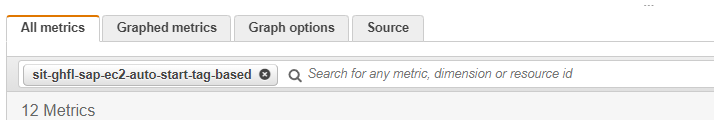 ...
All metrics Graphed metrics Graph options Source
sit-ghfl-sap-ec2-auto-start-tag-based Search for any metric, dimension or resource id
12 Metrics